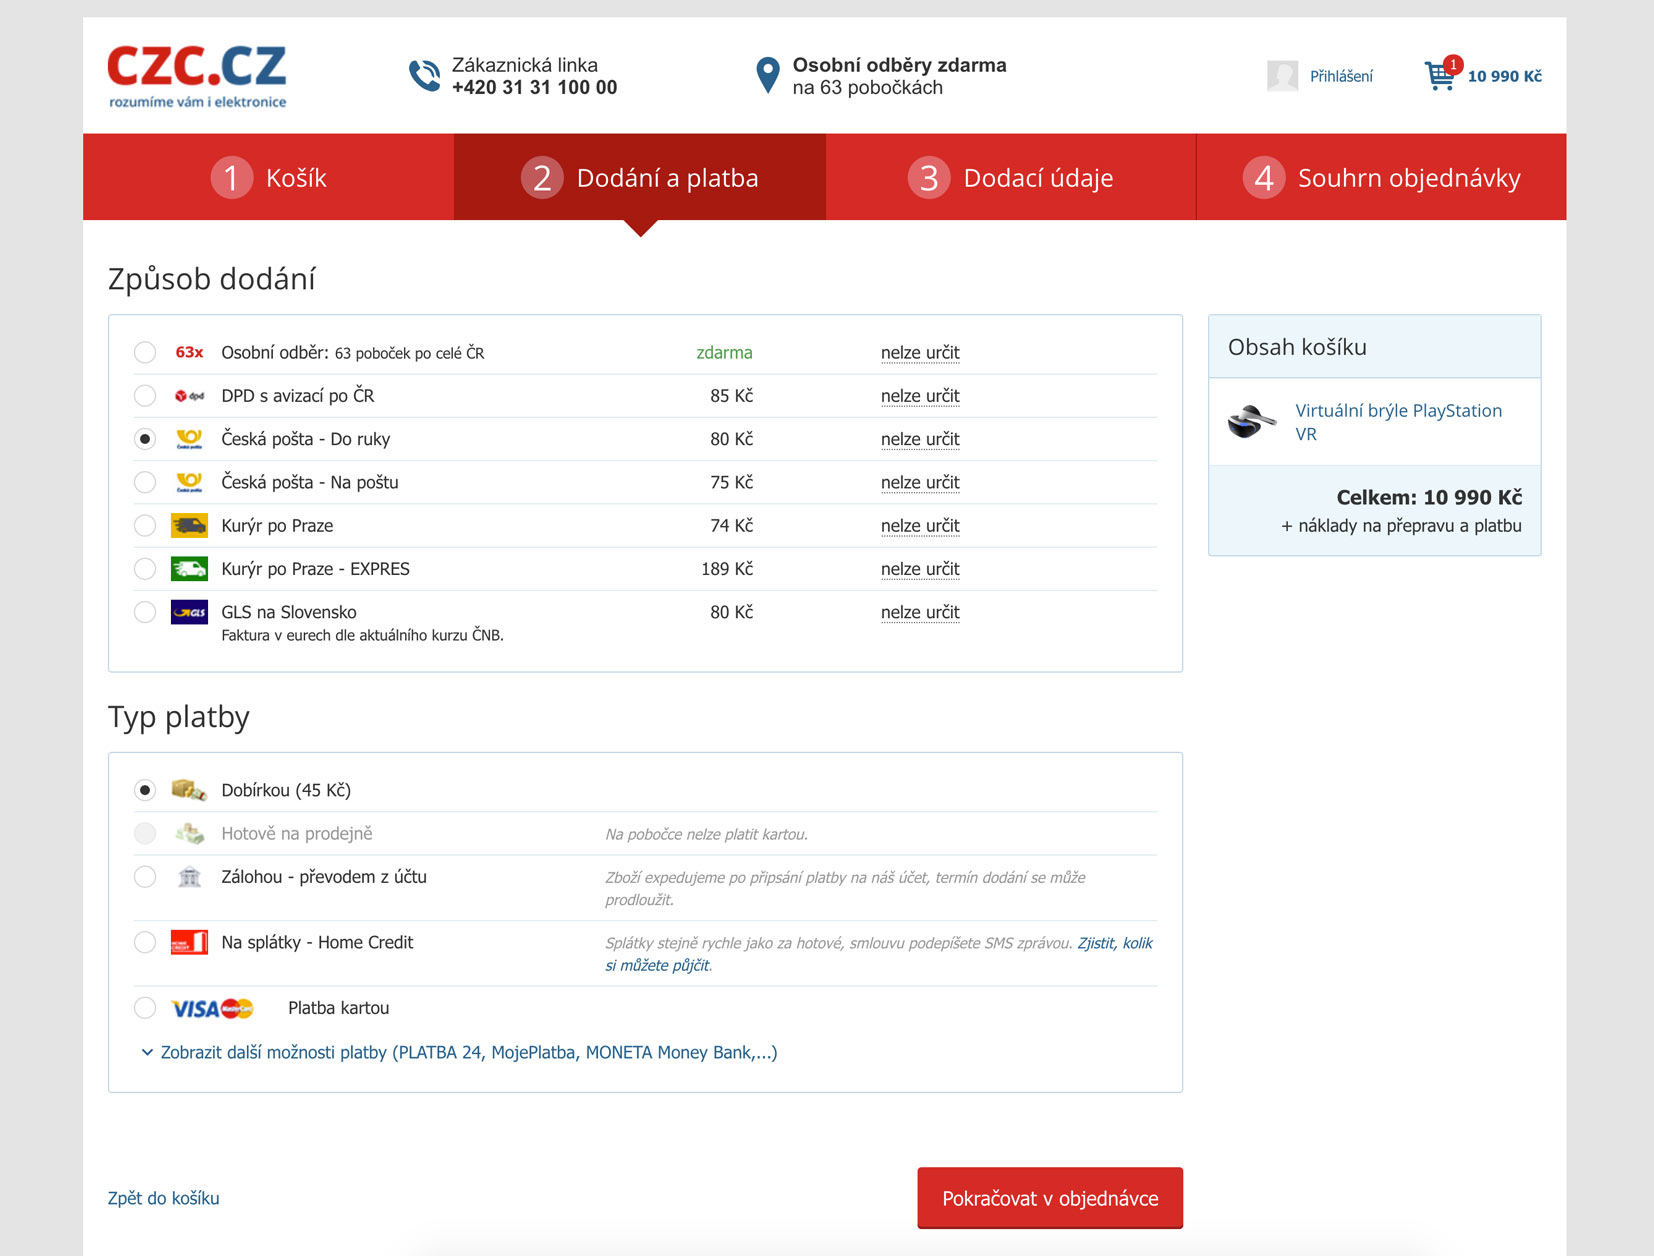 CZC.CZ
rozumíme vám i elektronice
Zákaznická linka
+420 31 31 100 00
Osobní odběry zdarma
na 63 pobočkách
Přihlášení
1
10 990 Kč
1 Košík
2 Dodání a platba
3 Dodací údaje
4 Souhrn objednávky
Způsob dodání
63x Osobní odběr: 63 poboček po celé ČR zdarma nelze určit
dpd DPD s avizací po ČR 85 Kč nelze určit
Česká pošta Česká pošta - Do ruky 80 Kč nelze určit
Česká pošta Česká pošta - Na poštu 75 Kč nelze určit
Kurýr po Praze 74 Kč nelze určit
Kurýr po Praze - EXPRES 189 Kč nelze určit
GLS GLS na Slovensko 80 Kč nelze určit
Faktura v eurech dle aktuálního kurzu ČNB.
Obsah košíku
Virtuální brýle PlayStation
VR
Celkem: 10 990 Kč
+ náklady na přepravu a platbu
Typ platby
Dobírkou (45 Kč)
Hotově na prodejně Na pobočce nelze platit kartou.
Zálohou - převodem z účtu Zboží expedujeme po připsání platby na náš účet, termín dodání se může
prodloužit.
HOME CREDIT Na splátky - Home Credit Splátky stejně rychle jako za hotové, smlouvu podepíšete SMS zprávou. Zjistit, kolik
si můžete půjčit.
VISA MasterCard Platba kartou
Zobrazit další možnosti platby (PLATBA 24, MojePlatba, MONETA Money Bank,...)
Zpět do košíku
Pokračovat v objednávce